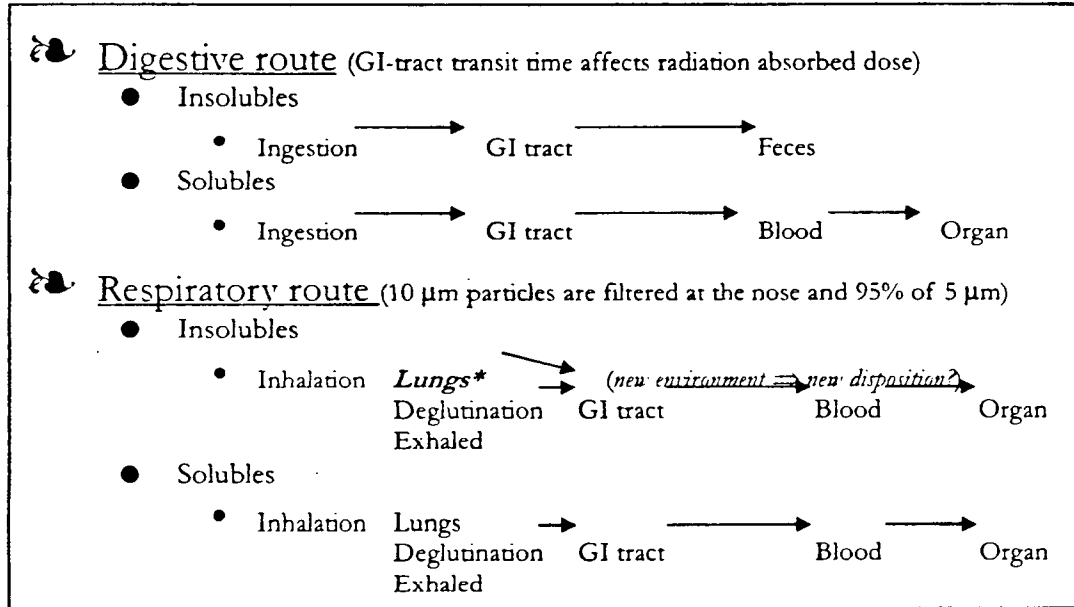 Digestive route (GI-tract transit time affects radiation absorbed dose)
Insolubles
Ingestion GI tract Feces
Solubles
Ingestion GI tract Blood Organ
Respiratory route (10 μm particles are filtered at the nose and 95% of 5 μm)
Insolubles
Inhalation Lungs* (new environment ⇒ new disposition?)
Deglutination GI tract Blood Organ
Exhaled
Solubles
Inhalation Lungs
Deglutination GI tract Blood Organ
Exhaled